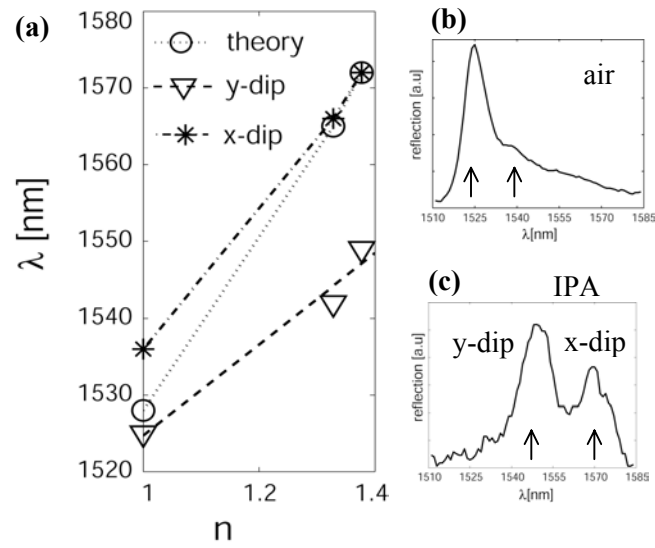 (a)
1580
1570
1560
1550
1540
1530
1520
1
1.2
1.4
λ [nm]
n
theory
y-dip
x-dip
(b)
air
reflection [a.u]
1510
1525
1540
1555
1570
1585
λ[nm]
(c)
IPA
y-dip
x-dip
reflection [a.u]
1510
1525
1540
1555
1570
1585
λ[nm]